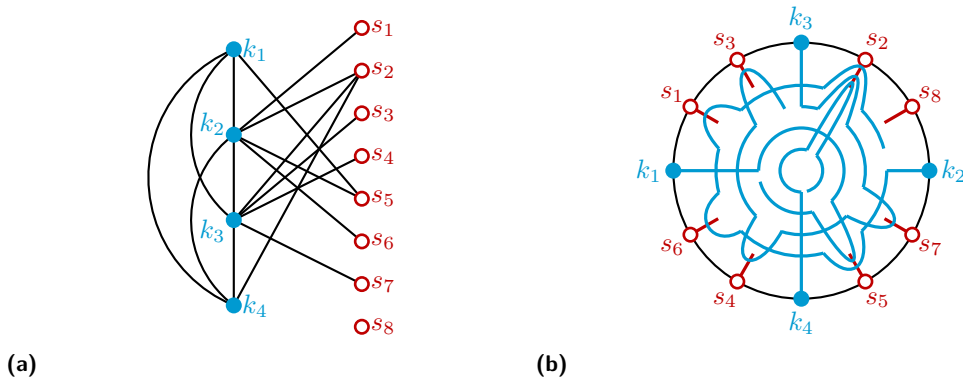 k₁
k₂
k₃
k₄
s₁
s₂
s₃
s₄
s₅
s₆
s₇
s₈
(a)
k₃
s₃ s₂
s₁ s₈
k₁ k₂
s₆ s₇
s₄ s₅
k₄
(b)